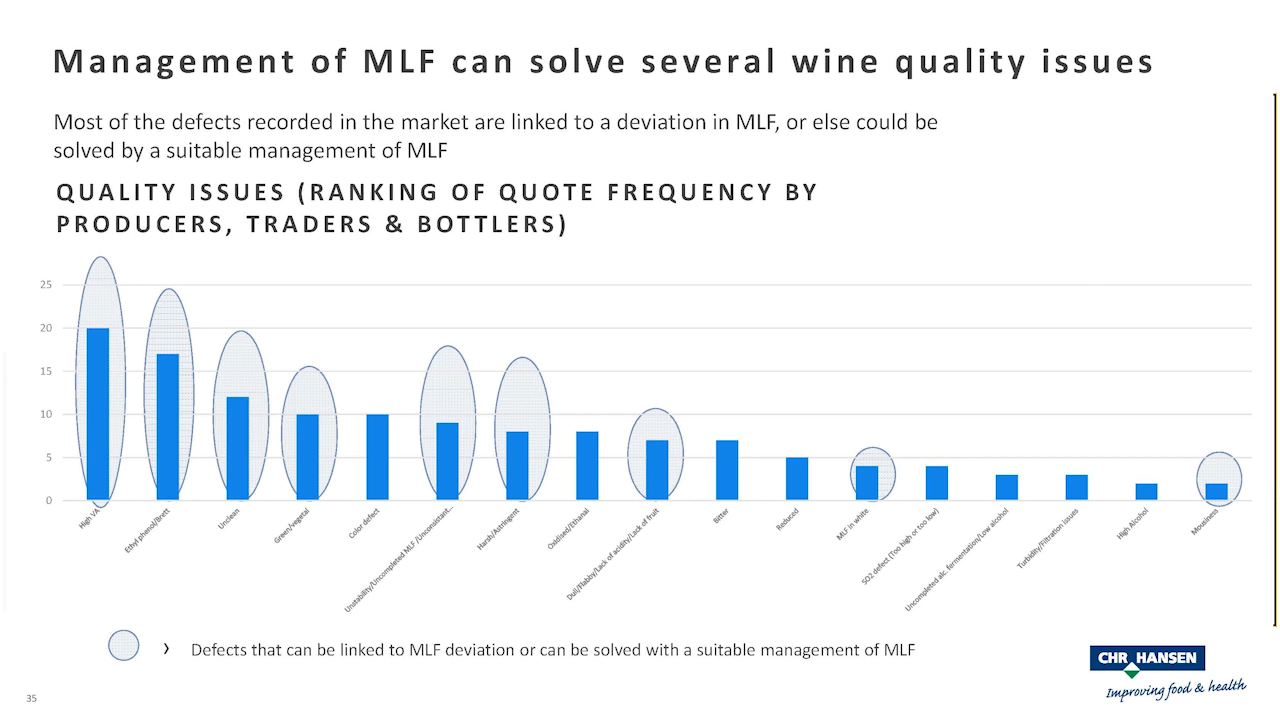 Management of MLF can solve several wine quality issues
Most of the defects recorded in the market are linked to a deviation in MLF, or else could be
solved by a suitable management of MLF
QUALITY ISSUES (RANKING OF QUOTE FREQUENCY BY
PRODUCERS, TRADERS & BOTTLERS)
25
20
15
10
5
0
High VA
Ethyl phenol/Brett
Unclean
Green/vegetal
Color defect
Unstability/Uncompleted MLF /Unconsistant...
Harsh/Astringent
Oxidised/Ethanal
Dull/Flabby/Lack of acidity/Lack of fruit
Bitter
Reduced
MLF in white
SO2 defect (Too high or too low)
Uncompleted alc. fermentation/Low alcohol
Turbidity/Filtration issues
High Alcohol
Mousiness
› Defects that can be linked to MLF deviation or can be solved with a suitable management of MLF
CHR HANSEN
Improving food & health
35